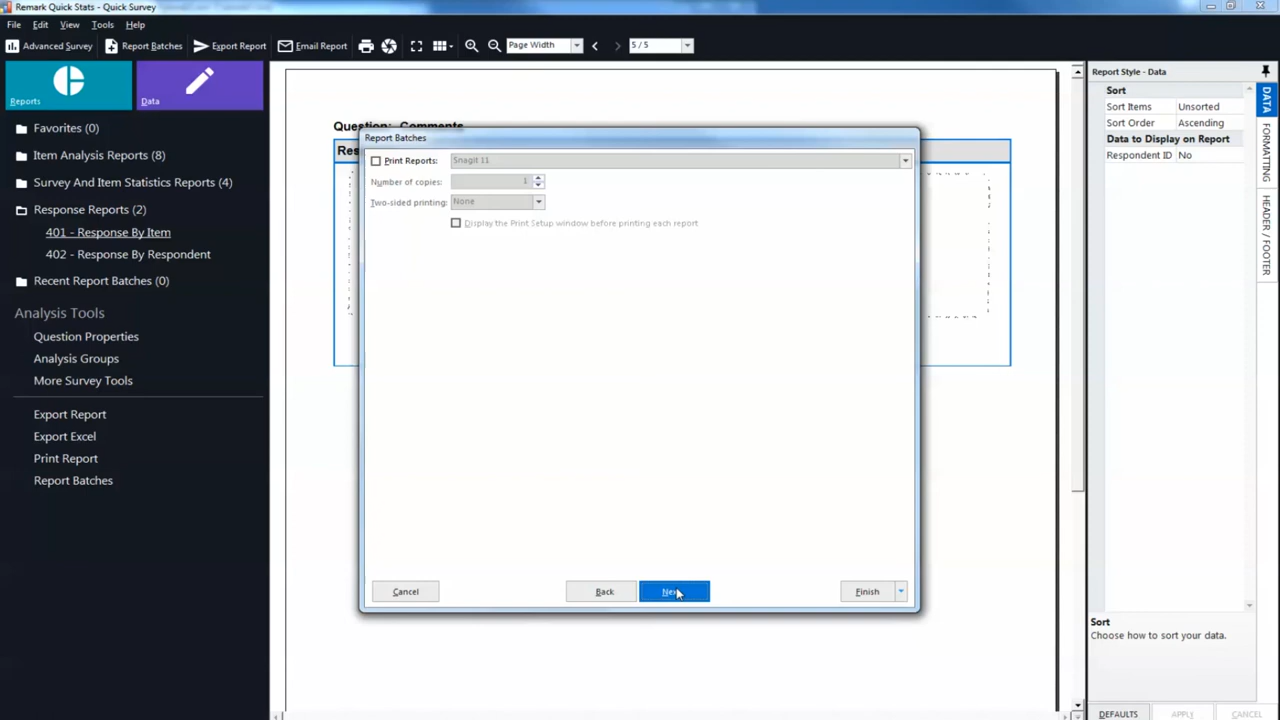 Remark Quick Stats - Quick Survey
File Edit View Tools Help
Advanced Survey Report Batches Export Report Email Report Page Width 5 / 5
Reports Data
Favorites (0)
Item Analysis Reports (8)
Survey And Item Statistics Reports (4)
Response Reports (2)
401 - Response By Item
402 - Response By Respondent
Recent Report Batches (0)
Analysis Tools
Question Properties
Analysis Groups
More Survey Tools
Export Report
Export Excel
Print Report
Report Batches
Question: Comments
Report Batches
Print Reports: Snagit 11
Number of copies: 1
Two-sided printing: None
Display the Print Setup window before printing each report
Cancel Back Finish
Report Style - Data
Sort
Sort Items Unsorted
Sort Order Ascending
Data to Display on Report
Respondent ID No
DATA
FORMATTING
HEADER / FOOTER
Sort
Choose how to sort your data.
DEFAULTS APPLY CANCEL